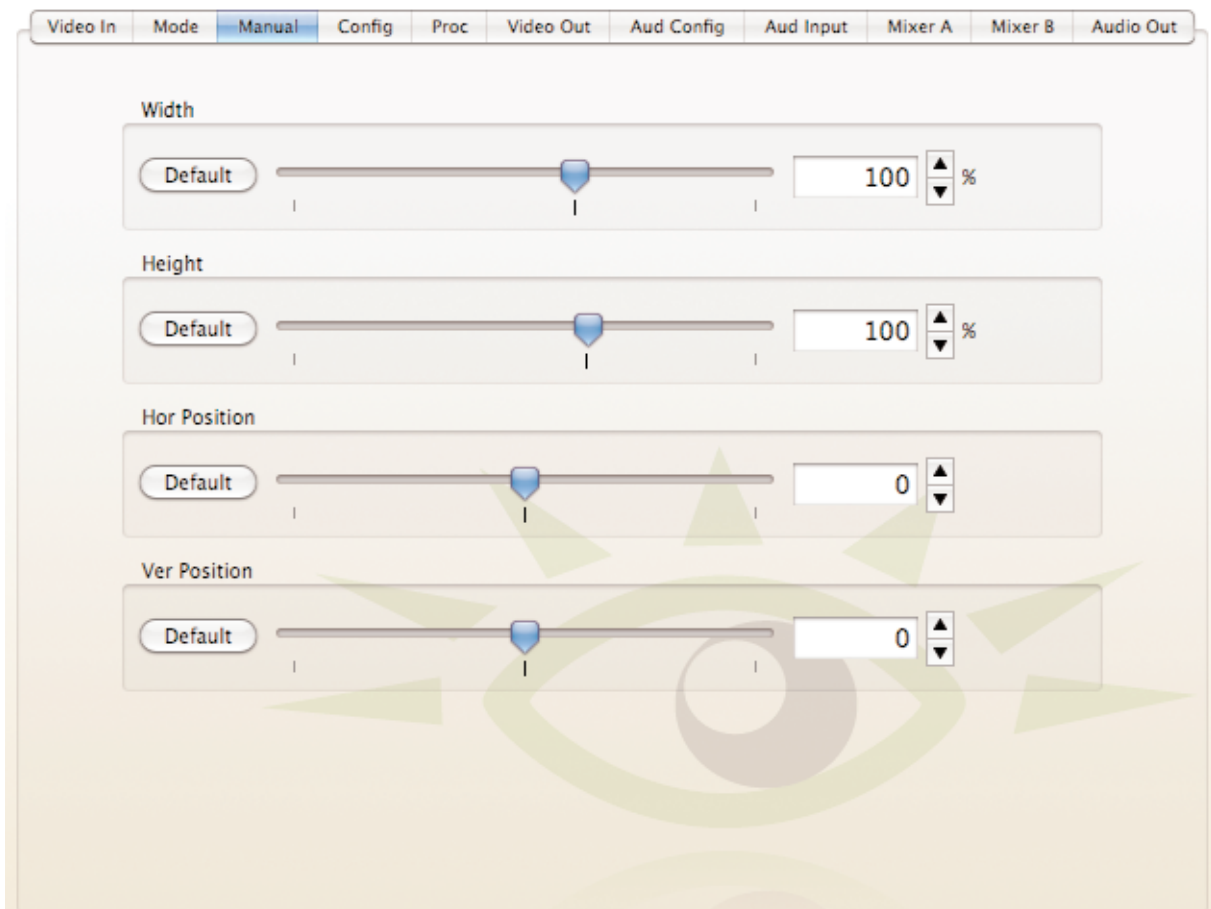 Video In Mode Manual Config Proc Video Out Aud Config Aud Input Mixer A Mixer B Audio Out
Width
Default 100 %
Height
Default 100 %
Hor Position
Default 0
Ver Position
Default 0